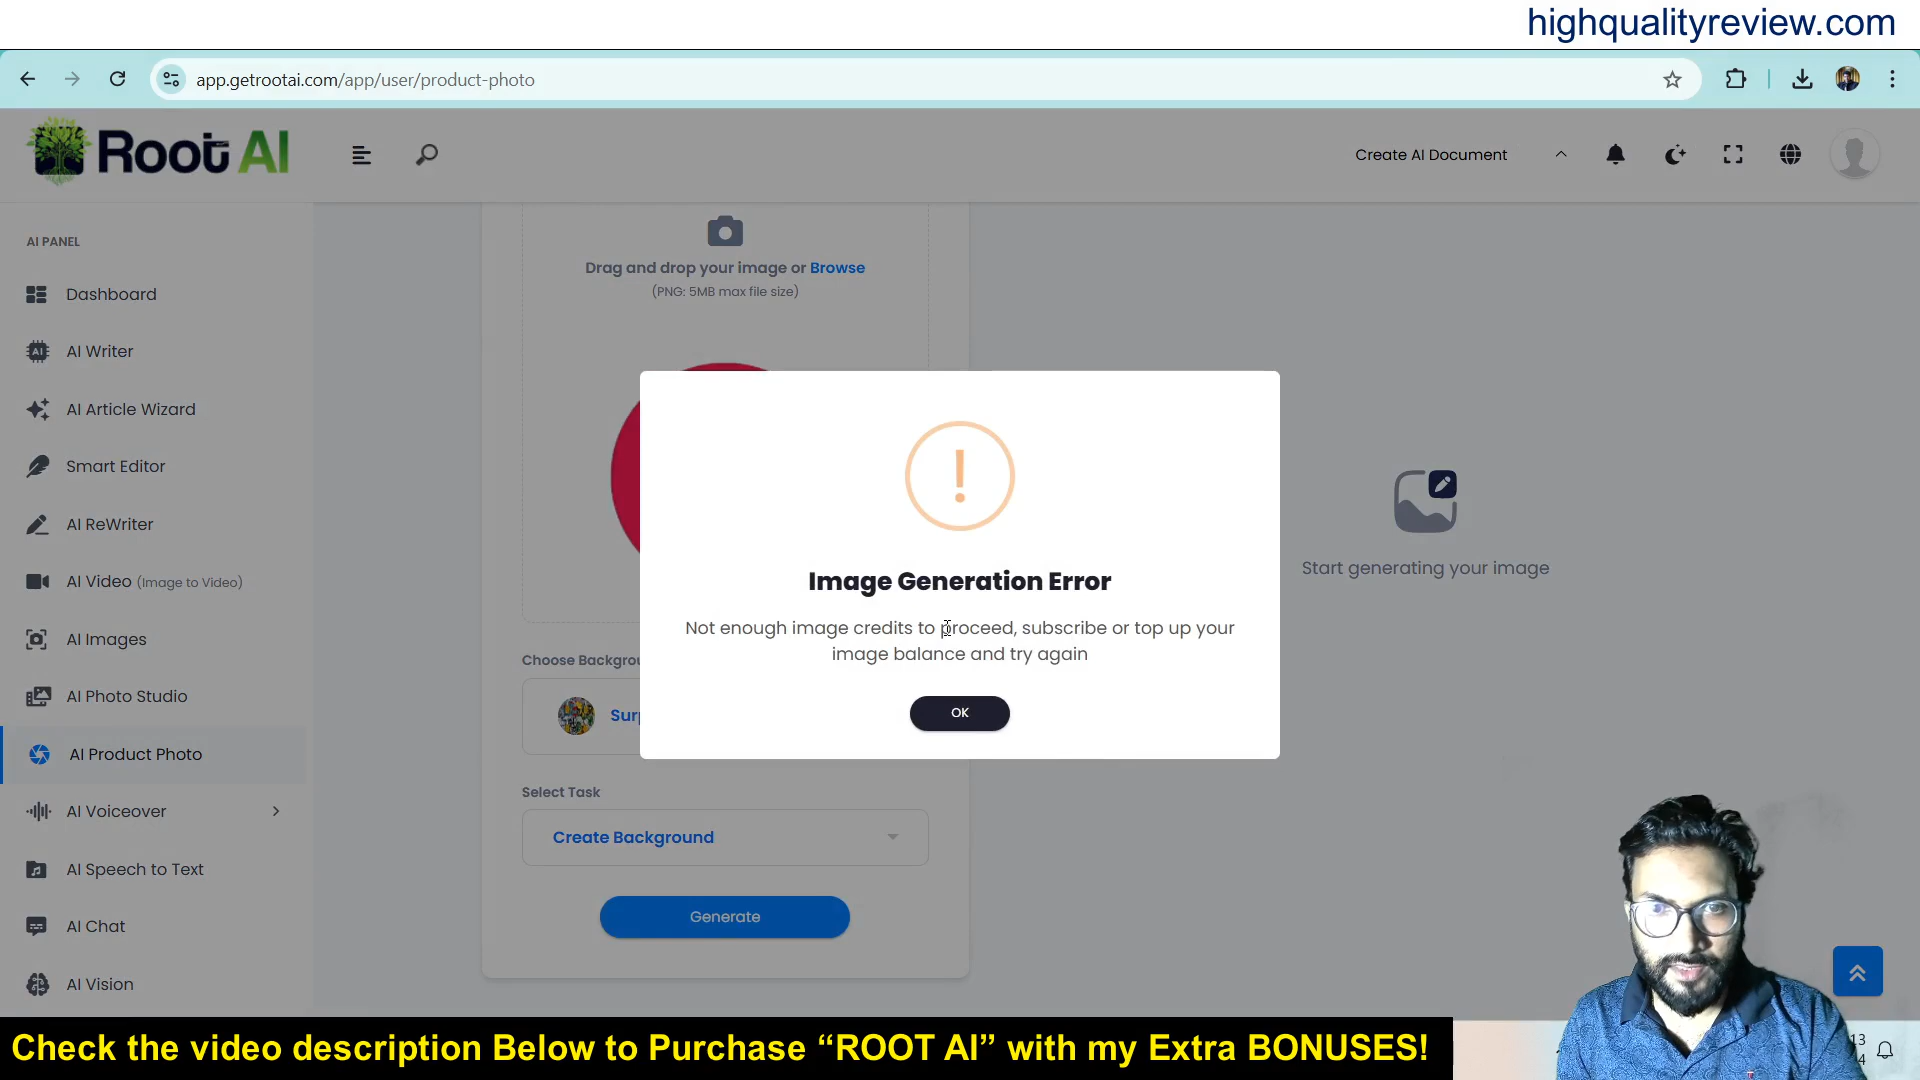 highqualityreview.com
app.getrootai.com/app/user/product-photo
Root AI
Create AI Document
AI PANEL
Dashboard
AI Writer
AI Article Wizard
Smart Editor
AI ReWriter
AI Video (Image to Video)
AI Images
AI Photo Studio
AI Product Photo
AI Voiceover
AI Speech to Text
AI Chat
AI Vision
Drag and drop your image or Browse
(PNG: 5MB max file size)
Image Generation Error
Not enough image credits to proceed, subscribe or top up your
image balance and try again
OK
Start generating your image
Select Task
Create Background
Generate
Check the video description Below to Purchase “ROOT AI” with my Extra BONUSES!